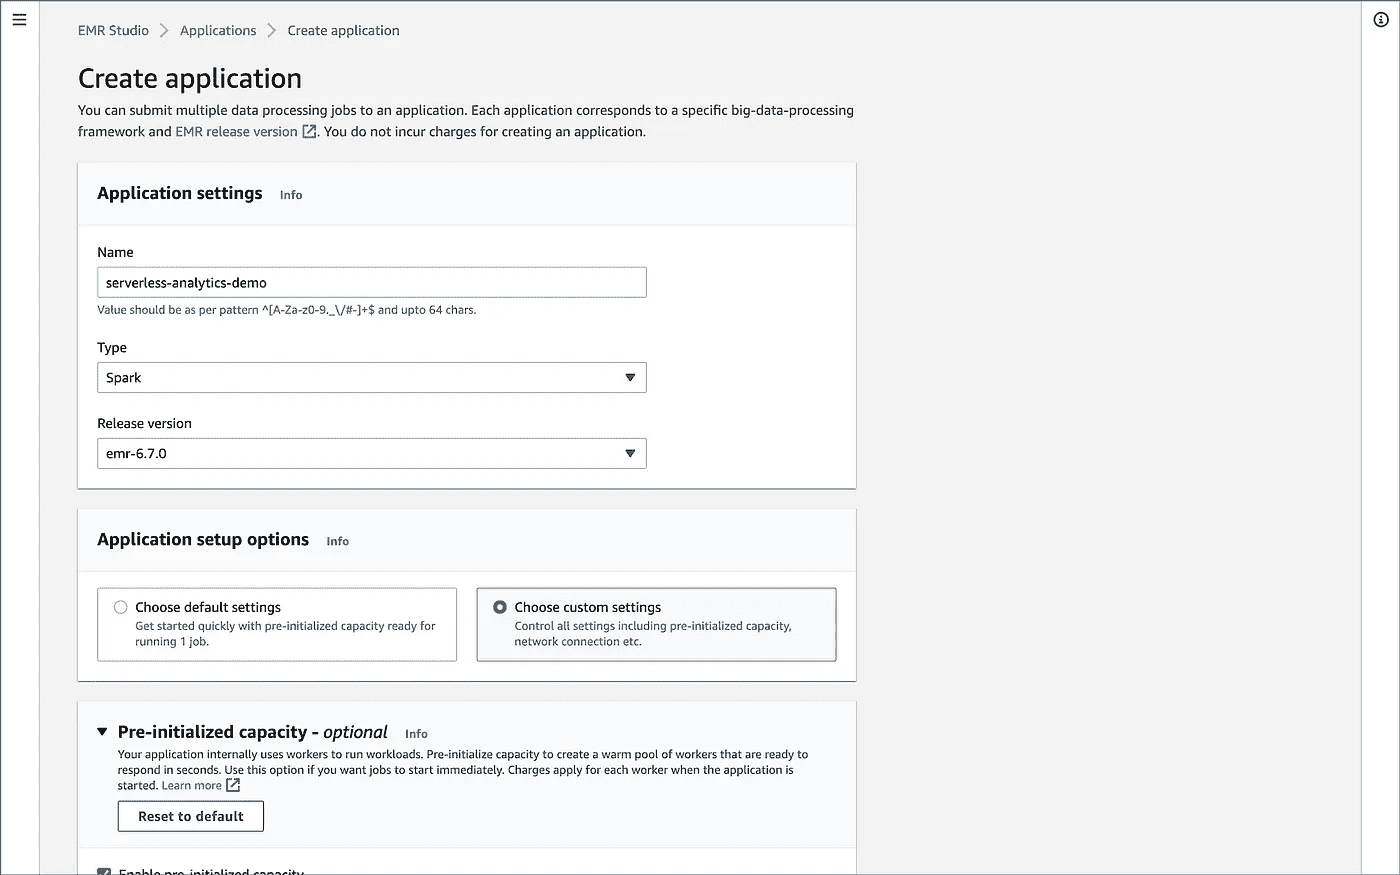 EMR Studio > Applications > Create application
Create application
You can submit multiple data processing jobs to an application. Each application corresponds to a specific big-data-processing
framework and EMR release version. You do not incur charges for creating an application.
Application settings Info
Name
serverless-analytics-demo
Value should be as per pattern ^[A-Za-z0-9._\/#-]+$ and upto 64 chars.
Type
Spark
Release version
emr-6.7.0
Application setup options Info
Choose default settings
Get started quickly with pre-initialized capacity ready for
running 1 job.
Choose custom settings
Control all settings including pre-initialized capacity,
network connection etc.
Pre-initialized capacity - optional Info
Your application internally uses workers to run workloads. Pre-initialize capacity to create a warm pool of workers that are ready to
respond in seconds. Use this option if you want jobs to start immediately. Charges apply for each worker when the application is
started. Learn more
Reset to default
Enable pre-initialized capacity